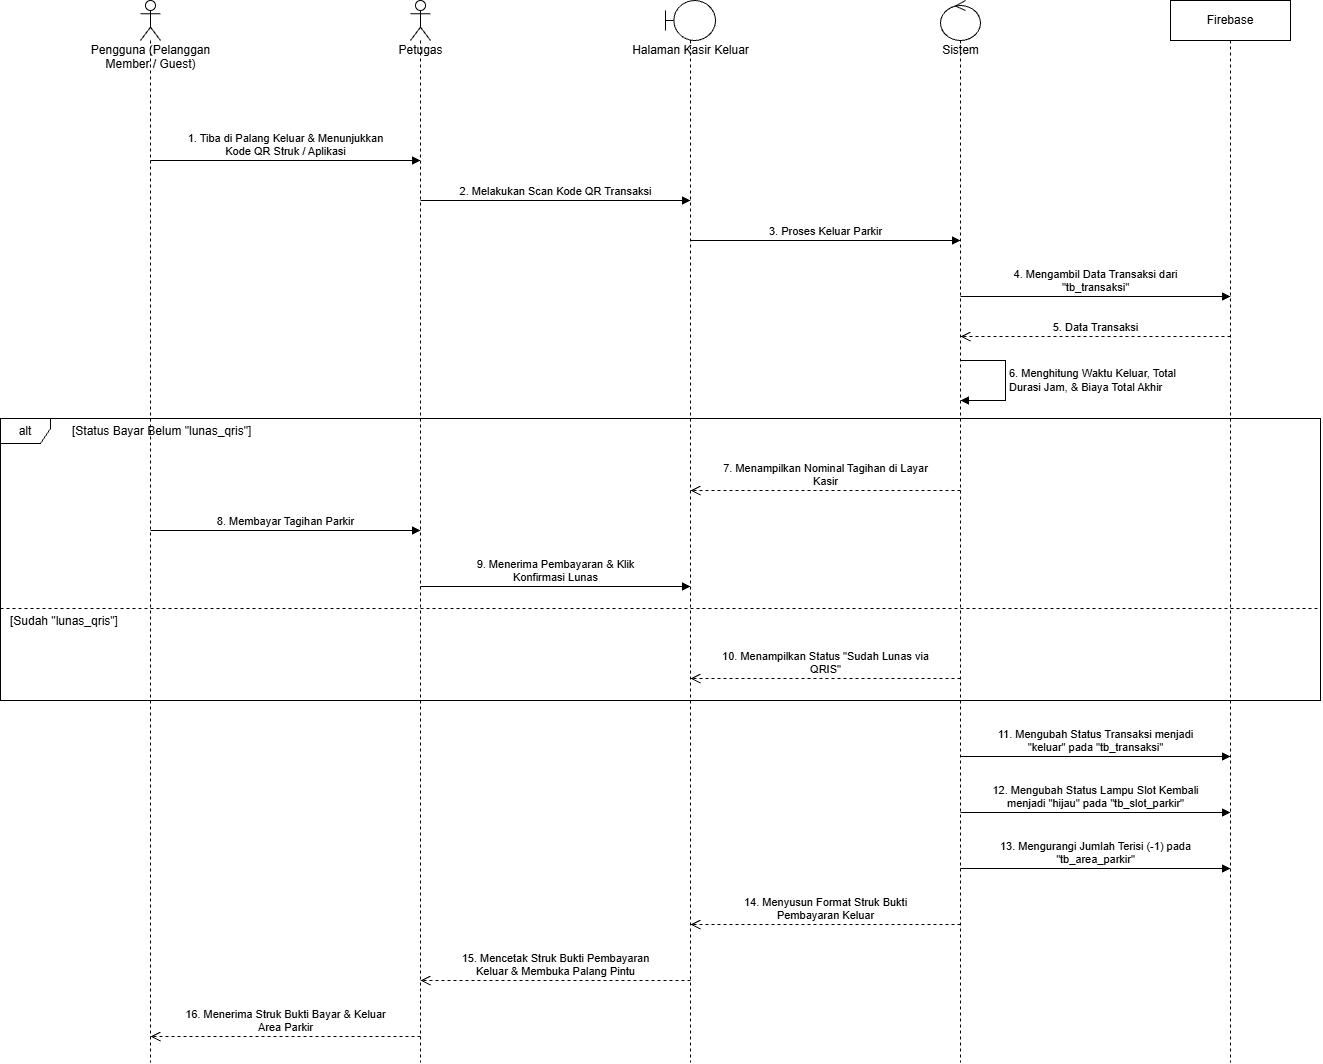 Pengguna (Pelanggan
Member / Guest)
Petugas
Halaman Kasir Keluar
Sistem
Firebase
1. Tiba di Palang Keluar & Menunjukkan
Kode QR Struk / Aplikasi
2. Melakukan Scan Kode QR Transaksi
3. Proses Keluar Parkir
4. Mengambil Data Transaksi dari
"tb_transaksi"
5. Data Transaksi
6. Menghitung Waktu Keluar, Total
Durasi Jam, & Biaya Total Akhir
alt
[Status Bayar Belum "lunas_qris"]
7. Menampilkan Nominal Tagihan di Layar
Kasir
8. Membayar Tagihan Parkir
9. Menerima Pembayaran & Klik
Konfirmasi Lunas
[Sudah "lunas_qris"]
10. Menampilkan Status "Sudah Lunas via
QRIS"
11. Mengubah Status Transaksi menjadi
"keluar" pada "tb_transaksi"
12. Mengubah Status Lampu Slot Kembali
menjadi "hijau" pada "tb_slot_parkir"
13. Mengurangi Jumlah Terisi (-1) pada
"tb_area_parkir"
14. Menyusun Format Struk Bukti
Pembayaran Keluar
15. Mencetak Struk Bukti Pembayaran
Keluar & Membuka Palang Pintu
16. Menerima Struk Bukti Bayar & Keluar
Area Parkir